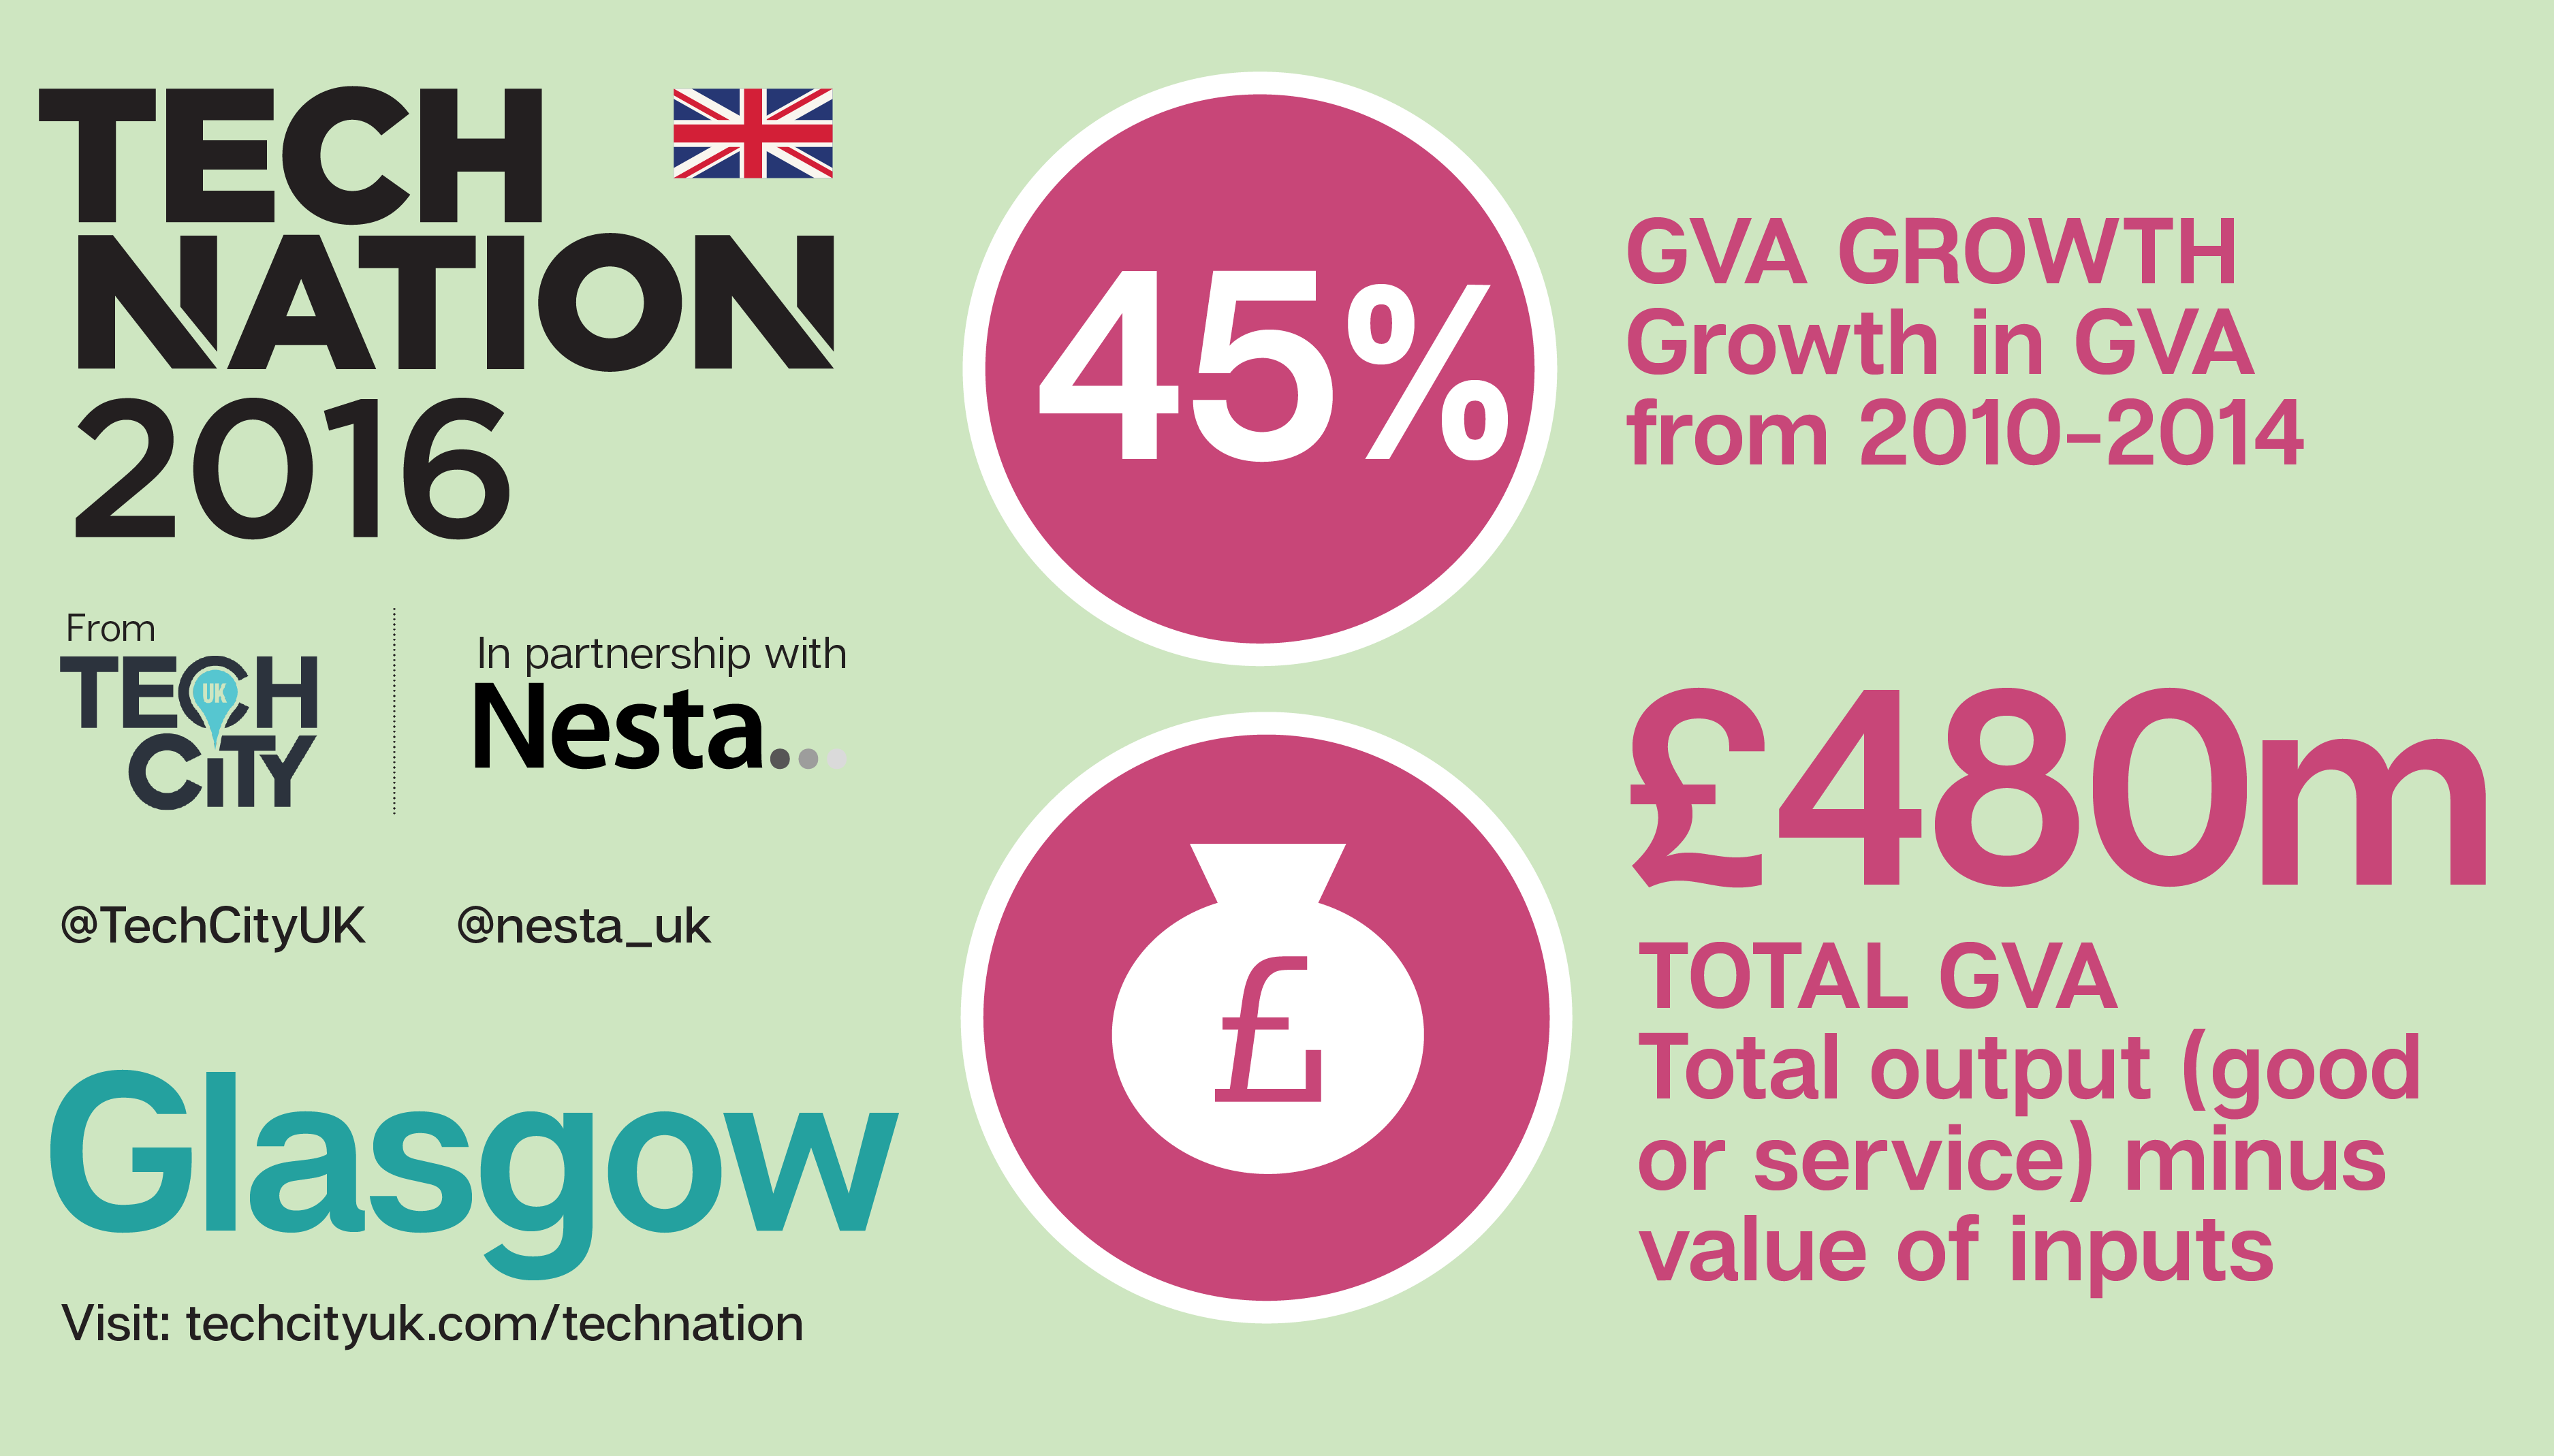 TECH
NATION
2016
From
TECH
UK
CiTY
In partnership with
Nesta...
@TechCityUK
@nesta_uk
Glasgow
Visit: techcityuk.com/technation
45%
GVA GROWTH
Growth in GVA
from 2010-2014
£
£480m
TOTAL GVA
Total output (good
or service) minus
value of inputs